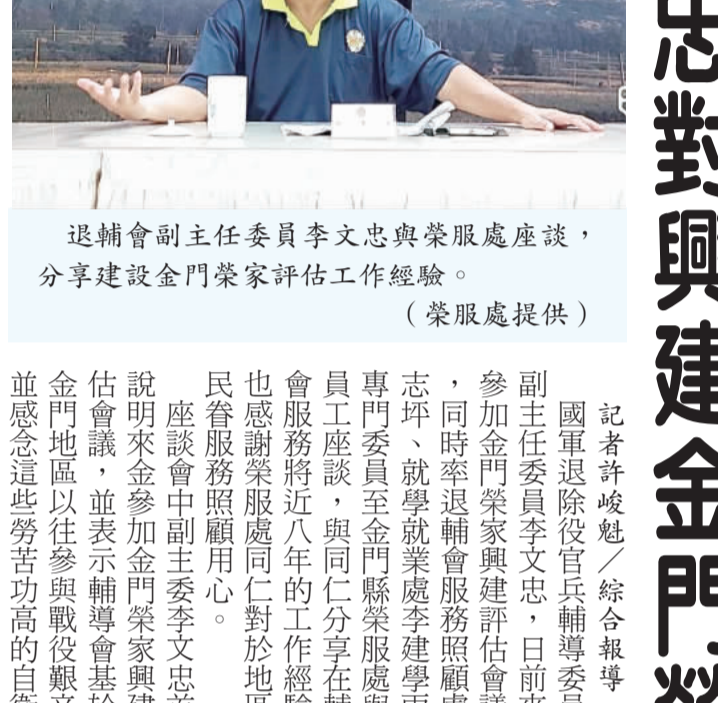 忠對興建金門榮
退輔會副主任委員李文忠與榮服處座談，
分享建設金門榮家評估工作經驗。
（榮服處提供）
記者許峻魁／綜合報導
國軍退除役官兵輔導委員
副主任委員李文忠，日前來
參加金門榮家興建評估會議
，同時率退輔會服務照顧處
志坪、就學就業處李建學更
專門委員至金門縣榮服處與
員工座談，與同仁分享在輔
會服務將近八年的工作經驗
也感謝榮服處同仁對於地區
民眷服務照顧用心。
座談會中副主委李文忠首
說明來金參加金門榮家興建
估會議，並表示輔導會基於
金門地區以往參與戰役艱辛
並感念這些勞苦功高的自衛